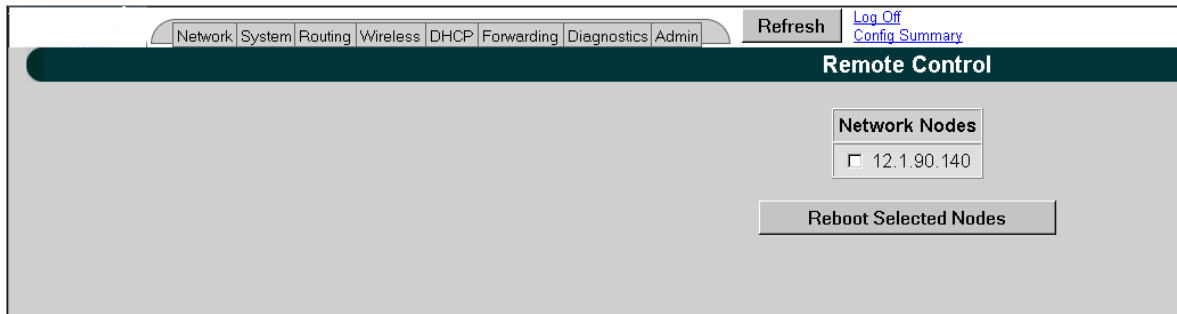 Network System Routing Wireless DHCP Forwarding Diagnostics Admin
Refresh
Log Off
Config Summary
Remote Control
Network Nodes
12.1.90.140
Reboot Selected Nodes